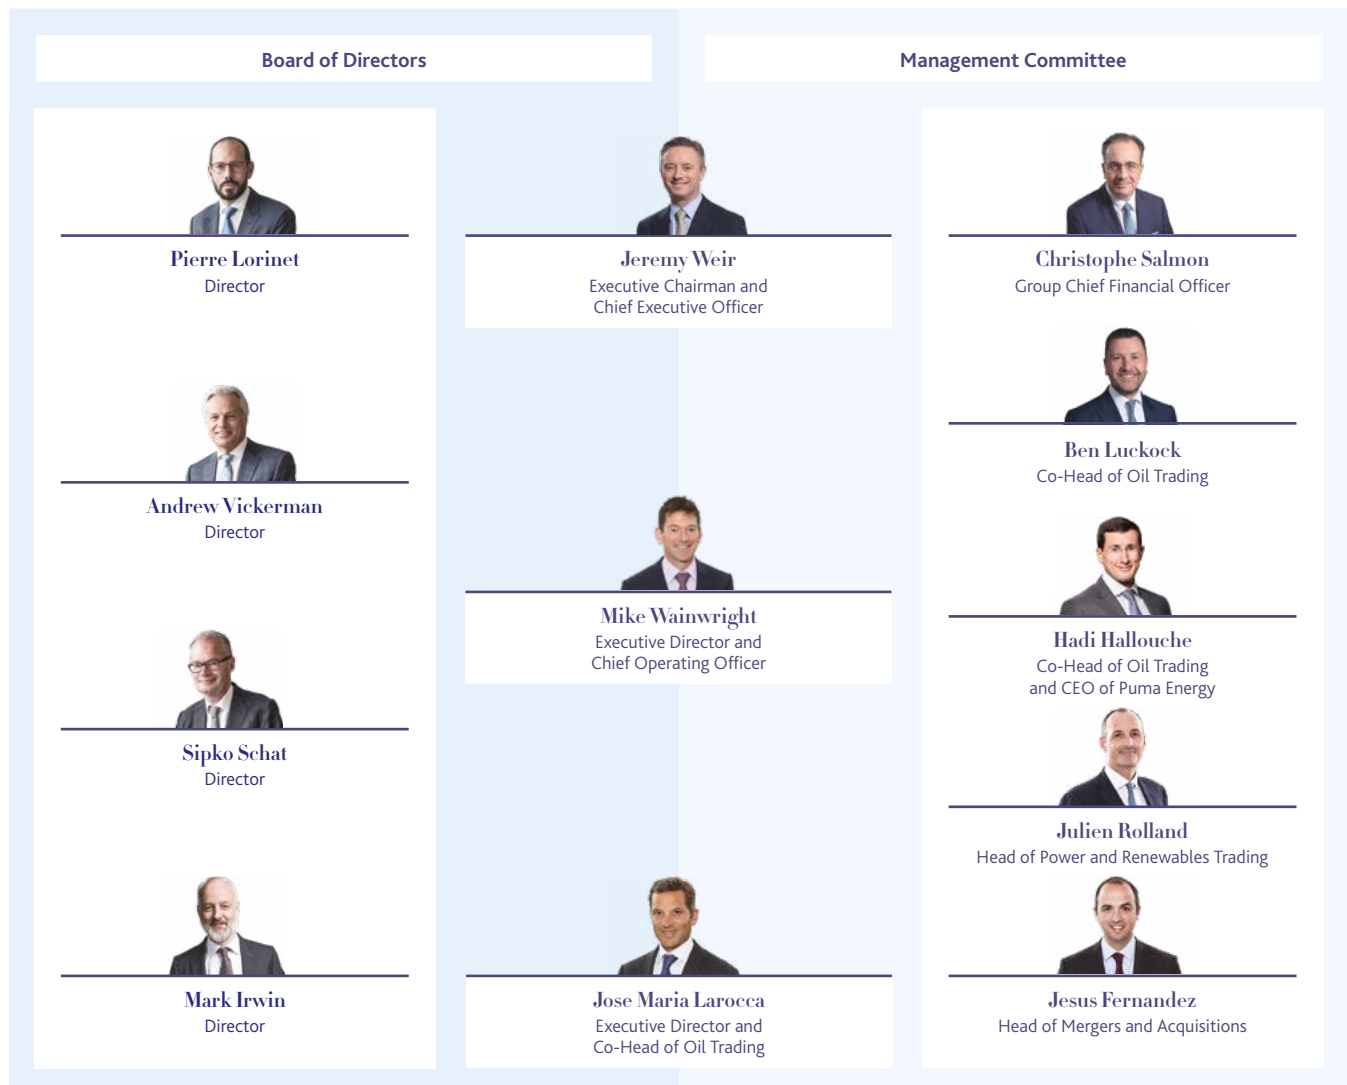 Board of Directors
Management Committee
Pierre Lorinet
Director
Andrew Vickerman
Director
Sipko Schat
Director
Mark Irwin
Director
Jeremy Weir
Executive Chairman and
Chief Executive Officer
Mike Wainwright
Executive Director and
Chief Operating Officer
Jose Maria Larocca
Executive Director and
Co-Head of Oil Trading
Christophe Salmon
Group Chief Financial Officer
Ben Luckock
Co-Head of Oil Trading
Hadi Hallouche
Co-Head of Oil Trading
and CEO of Puma Energy
Julien Rolland
Head of Power and Renewables Trading
Jesus Fernandez
Head of Mergers and Acquisitions